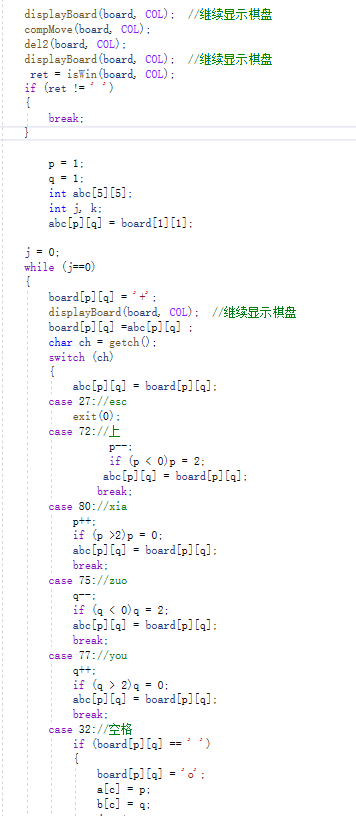 displayBoard(board, COL);  //继续显示棋盘
compMove(board, COL);
del2(board, COL);
displayBoard(board, COL);  //继续显示棋盘
ret = isWin(board, COL);
if (ret != ' ')
{
break;
}
p = 1;
q = 1;
int abc[5][5];
int j, k;
abc[p][q] = board[1][1];
j = 0;
while (j==0)
{
board[p][q] = '+';
displayBoard(board, COL);  //继续显示棋盘
board[p][q] =abc[p][q] ;
char ch = getch();
switch (ch)
{
abc[p][q] = board[p][q];
case 27://esc
exit(0);
case 72://上
p--;
if (p < 0)p = 2;
abc[p][q] = board[p][q];
break;
case 80://xia
p++;
if (p >2)p = 0;
abc[p][q] = board[p][q];
break;
case 75://zuo
q--;
if (q < 0)q = 2;
abc[p][q] = board[p][q];
break;
case 77://you
q++;
if (q > 2)q = 0;
abc[p][q] = board[p][q];
break;
case 32://空格
if (board[p][q] == ' ')
{
board[p][q] = 'o';
a[c] = p;
b[c] = q;